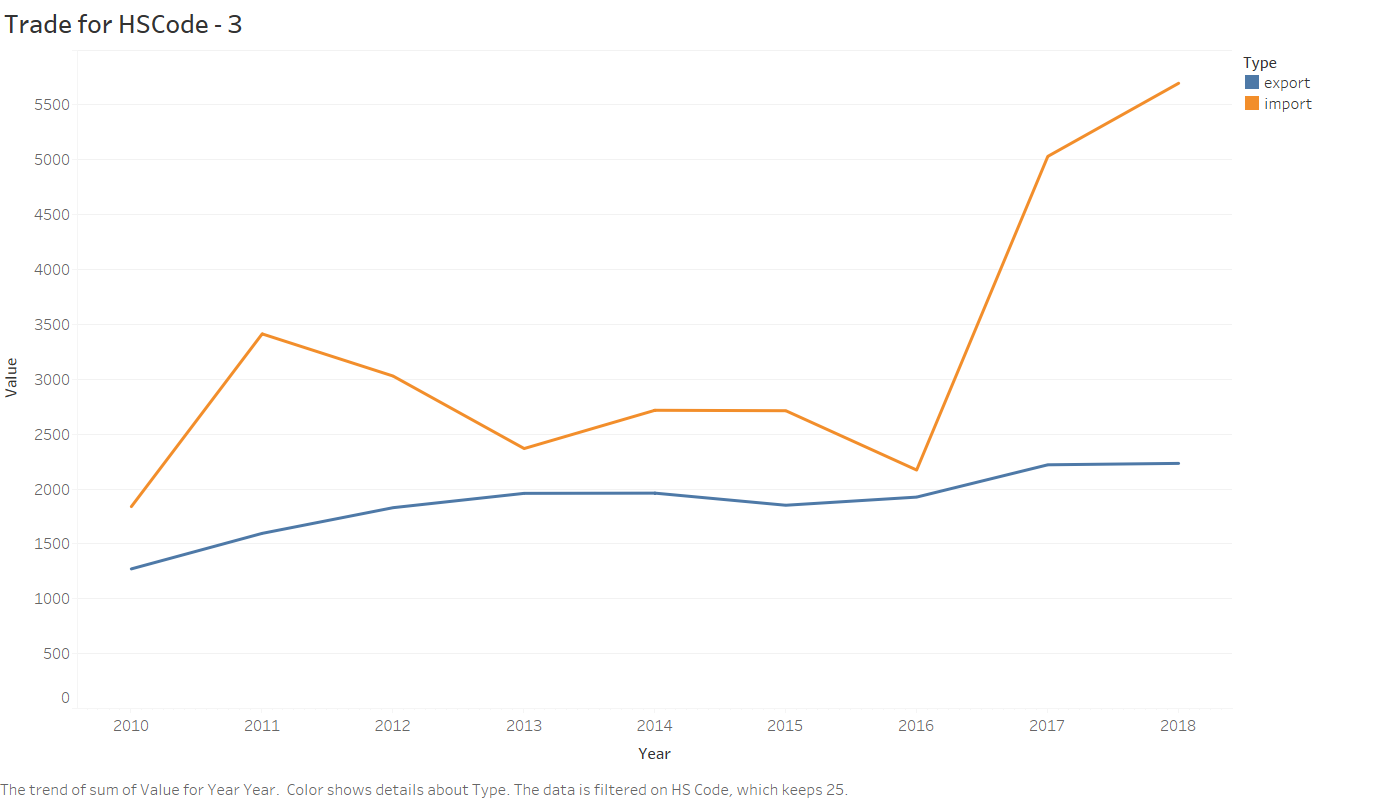 Trade for HSCode - 3
Type
export
import
5500
5000
4500
4000
3500
3000
2500
2000
1500
1000
500
0
Value
2010 2011 2012 2013 2014 2015 2016 2017 2018
Year
The trend of sum of Value for Year Year.  Color shows details about Type. The data is filtered on HS Code, which keeps 25.